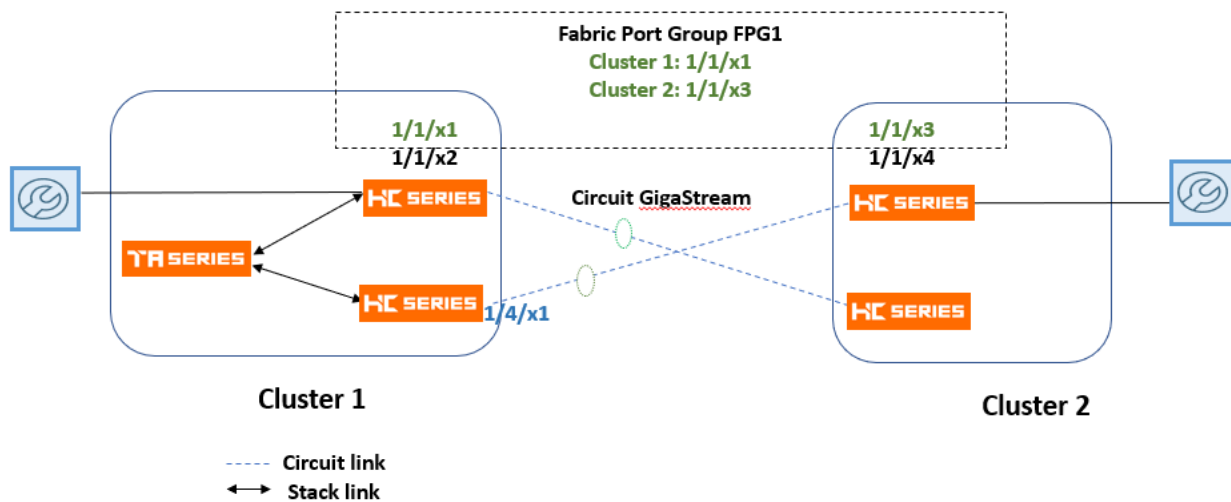 Fabric Port Group FPG1
Cluster 1: 1/1/x1
Cluster 2: 1/1/x3
1/1/x1
1/1/x2
1/1/x3
1/1/x4
HC SERIES
Circuit GigaStream
HC SERIES
TA SERIES
HC SERIES
1/4/x1
HC SERIES
Cluster 1
Cluster 2
Circuit link
Stack link